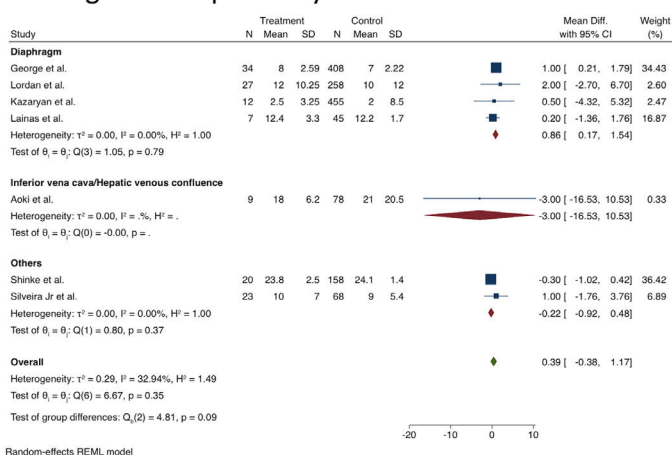 Treatment Control Mean Diff. Weight
Study N Mean SD N Mean SD with 95% CI (%)
Diaphragm
George et al. 34 8 2.59 408 7 2.22 1.00 [ 0.21, 1.79] 34.43
Lordan et al. 27 12 10.25 258 10 12 2.00 [ -2.70, 6.70] 2.60
Kazaryan et al. 12 2.5 3.25 455 2 8.5 0.50 [ -4.32, 5.32] 2.47
Lainas et al. 7 12.4 3.3 45 12.2 1.7 0.20 [ -1.36, 1.76] 16.87
Heterogeneity: τ² = 0.00, I² = 0.00%, H² = 1.00 0.86 [ 0.17, 1.54]
Test of θᵢ = θⱼ: Q(3) = 1.05, p = 0.79
Inferior vena cava/Hepatic venous confluence
Aoki et al. 9 18 6.2 78 21 20.5 -3.00 [ -16.53, 10.53] 0.33
Heterogeneity: τ² = 0.00, I² = .%, H² = . -3.00 [ -16.53, 10.53]
Test of θᵢ = θⱼ: Q(0) = -0.00, p = .
Others
Shinke et al. 20 23.8 2.5 158 24.1 1.4 -0.30 [ -1.02, 0.42] 36.42
Silveira Jr et al. 23 10 7 68 9 5.4 1.00 [ -1.76, 3.76] 6.89
Heterogeneity: τ² = 0.00, I² = 0.00%, H² = 1.00 -0.22 [ -0.92, 0.48]
Test of θᵢ = θⱼ: Q(1) = 0.80, p = 0.37
Overall 0.39 [ -0.38, 1.17]
Heterogeneity: τ² = 0.29, I² = 32.94%, H² = 1.49
Test of θᵢ = θⱼ: Q(6) = 6.67, p = 0.35
Test of group differences: Q_b(2) = 4.81, p = 0.09
-20 -10 0 10
Random-effects REML model